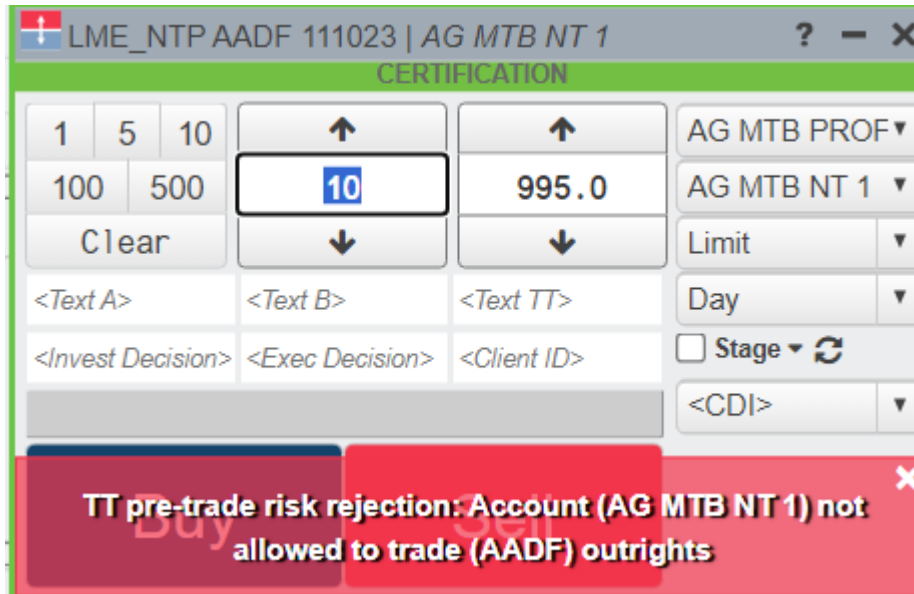 LME_NTP AADF 111023 | AG MTB NT 1 ? − ×
CERTIFICATION
1 5 10
100 500
Clear
10
995.0
AG MTB PROF
AG MTB NT 1
Limit
Day
<Text A> <Text B> <Text TT>
<Invest Decision> <Exec Decision> <Client ID>
Stage
<CDI>
Buy Sell
TT pre-trade risk rejection: Account (AG MTB NT 1) not
allowed to trade (AADF) outrights